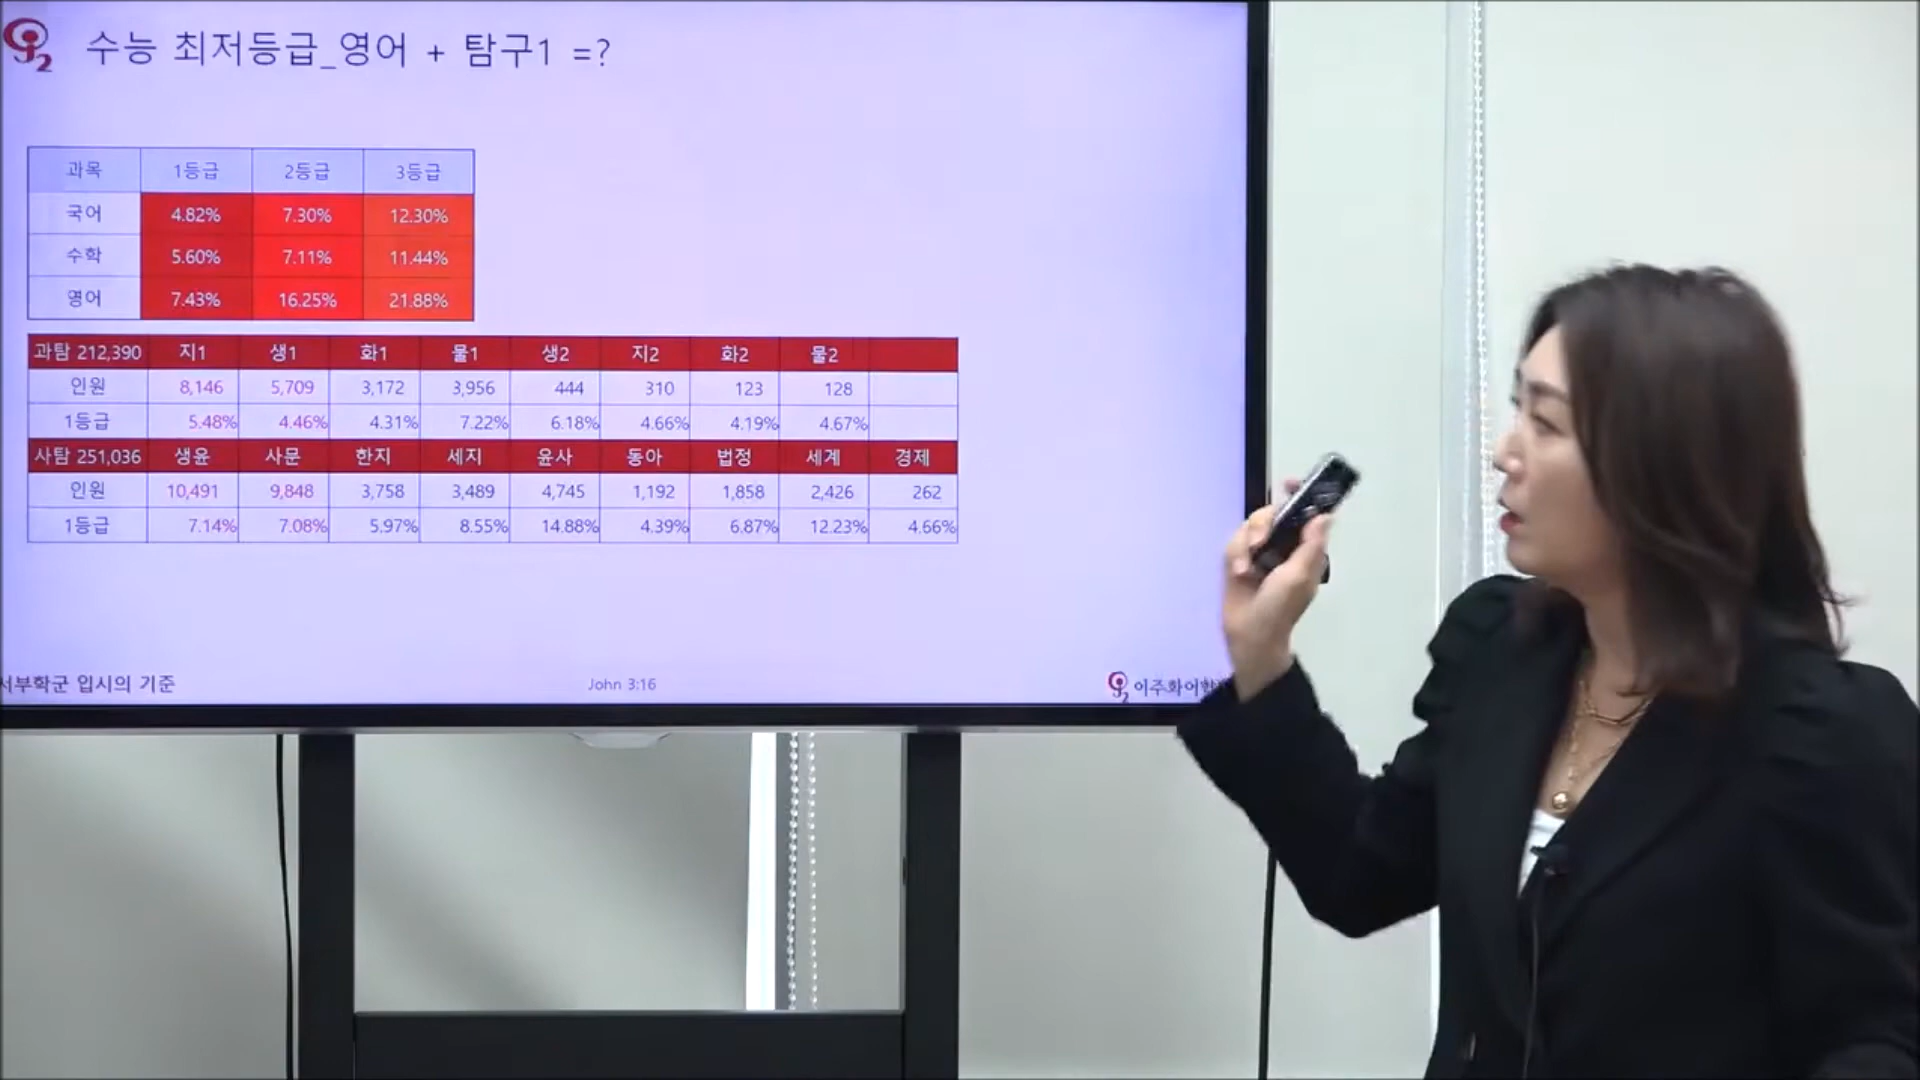 수능 최저등급_영어 + 탐구1 =?
과목 1등급 2등급 3등급
국어 4.82% 7.30% 12.30%
수학 5.60% 7.11% 11.44%
영어 7.43% 16.25% 21.88%
과탐 212,390 지1 생1 화1 물1 생2 지2 화2 물2
인원 8,146 5,709 3,172 3,956 444 310 123 128
1등급 5.48% 4.46% 4.31% 7.22% 6.18% 4.66% 4.19% 4.67%
사탐 251,036 생윤 사문 한지 세지 윤사 동아 법정 세계 경제
인원 10,491 9,848 3,758 3,489 4,745 1,192 1,858 2,426 262
1등급 7.14% 7.08% 5.97% 8.55% 14.88% 4.39% 6.87% 12.23% 4.66%
서부학군 입시의 기준
John 3:16
이주화어학